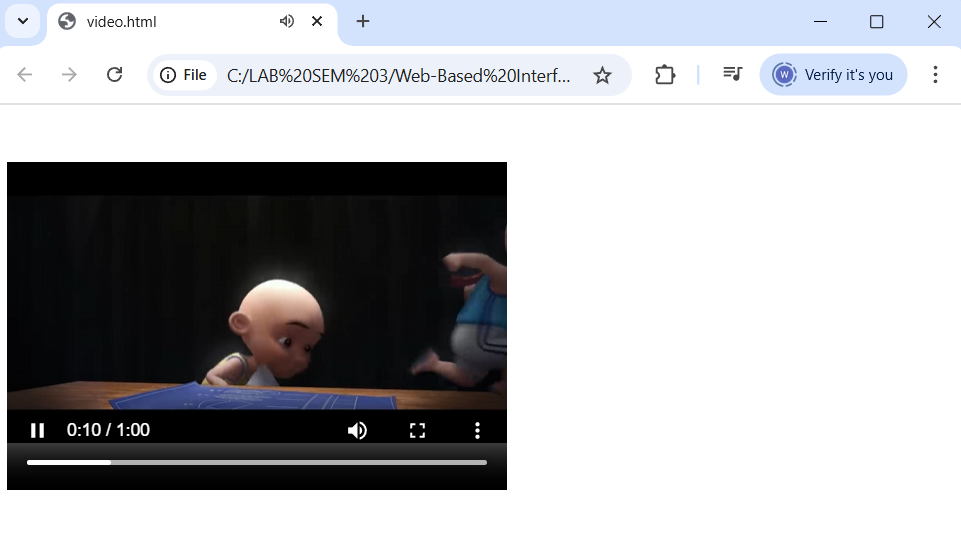 video.html
File C:/LAB%20SEM%203/Web-Based%20Interf... W Verify it's you
0:10 / 1:00